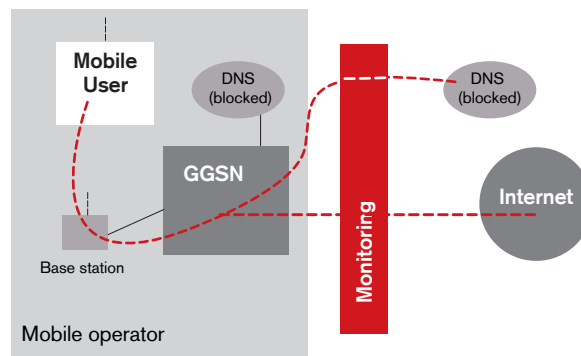 Mobile
User
DNS
(blocked)
DNS
(blocked)
GGSN
Internet
Monitoring
Base station
Mobile operator